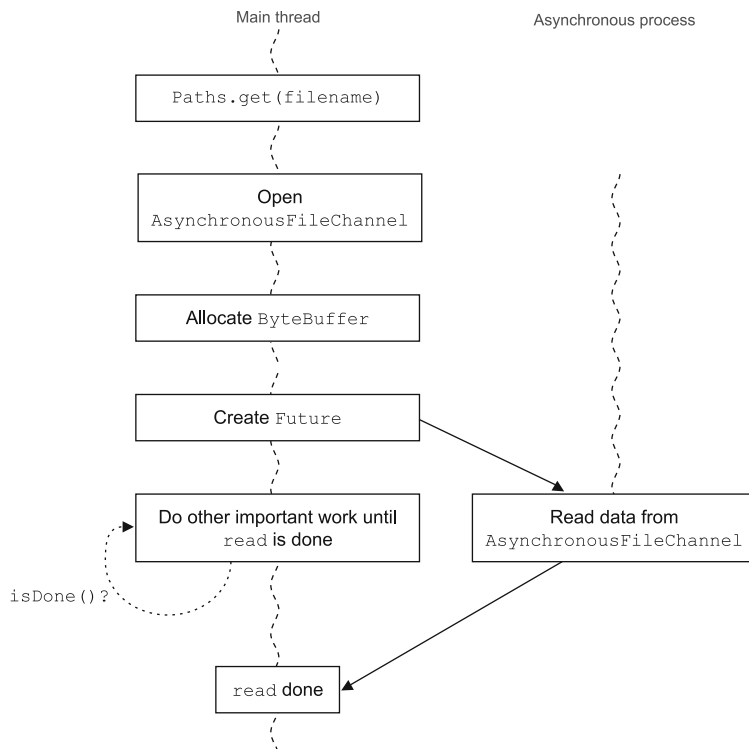 Main thread
Asynchronous process
Paths.get(filename)
Open
AsynchronousFileChannel
Allocate ByteBuffer
Create Future
Do other important work until
read is done
Read data from
AsynchronousFileChannel
isDone()?
read done